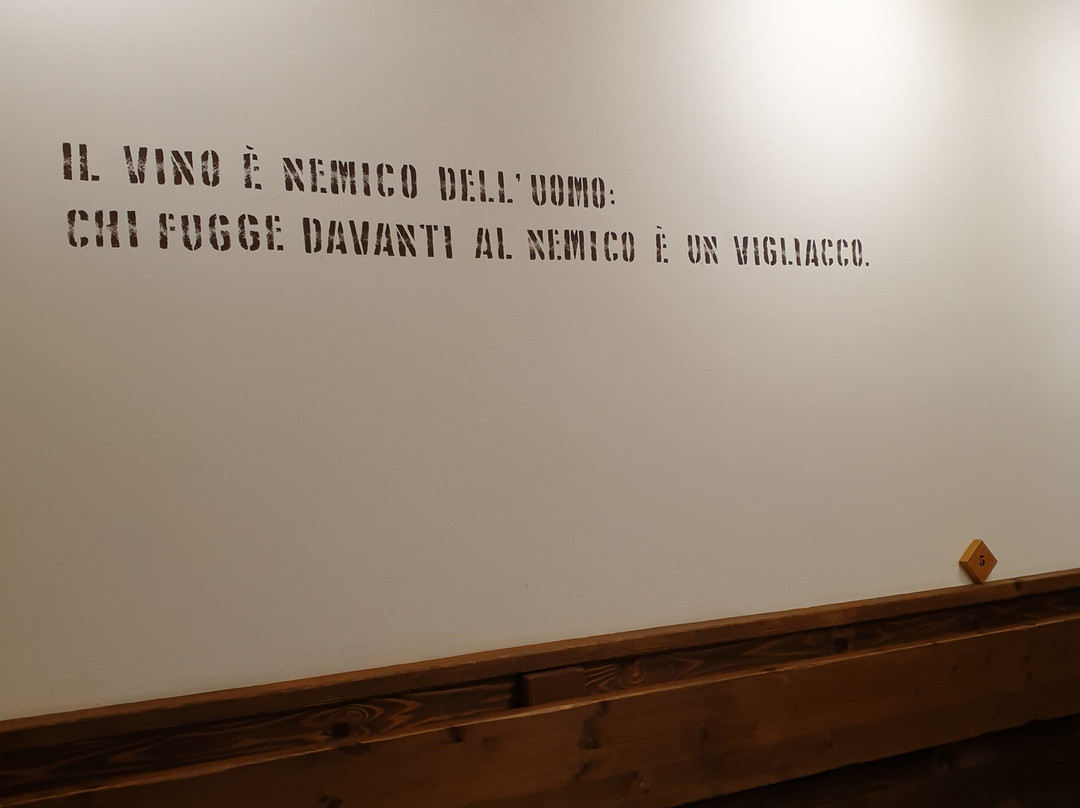 IL VINO È NEMICO DELL'UOMO:
CHI FUGGE DAVANTI AL NEMICO È UN VIGLIACCO.
5